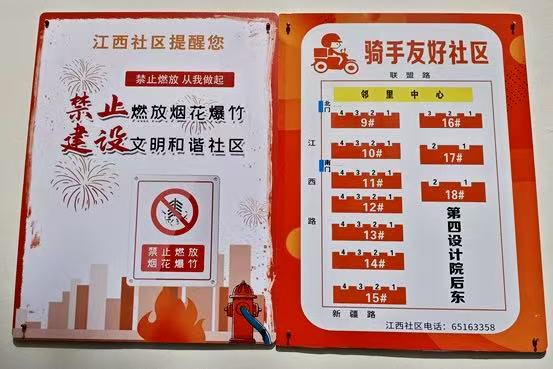 江西社区提醒您
禁止燃放 从我做起
禁止燃放烟花爆竹
建设文明和谐社区
禁止燃放
烟花爆竹
骑手友好社区
联盟路
邻里中心
北门
南门
江西路
4 3 2 1
9#
4 3 2 1
10#
4 3 2 1
11#
4 3 2 1
12#
4 3 2 1
13#
4 3 2 1
14#
4 3 2 1
15#
3 2 1
16#
2 1
17#
2 1
18#
第四设计院后东
新疆路
江西社区电话：65163358